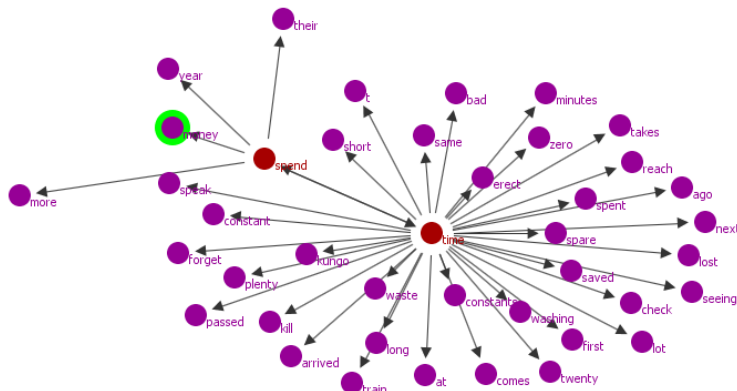 their
year
t
bad
minutes
money
short
same
zero
takes
spend
reach
speak
erect
ago
more
spent
constant
next
time
spare
forget
kungo
lost
plenty
saved
seeing
waste
constants
check
passed
kill
washing
first
lot
arrived
long
train
at
comes
twenty